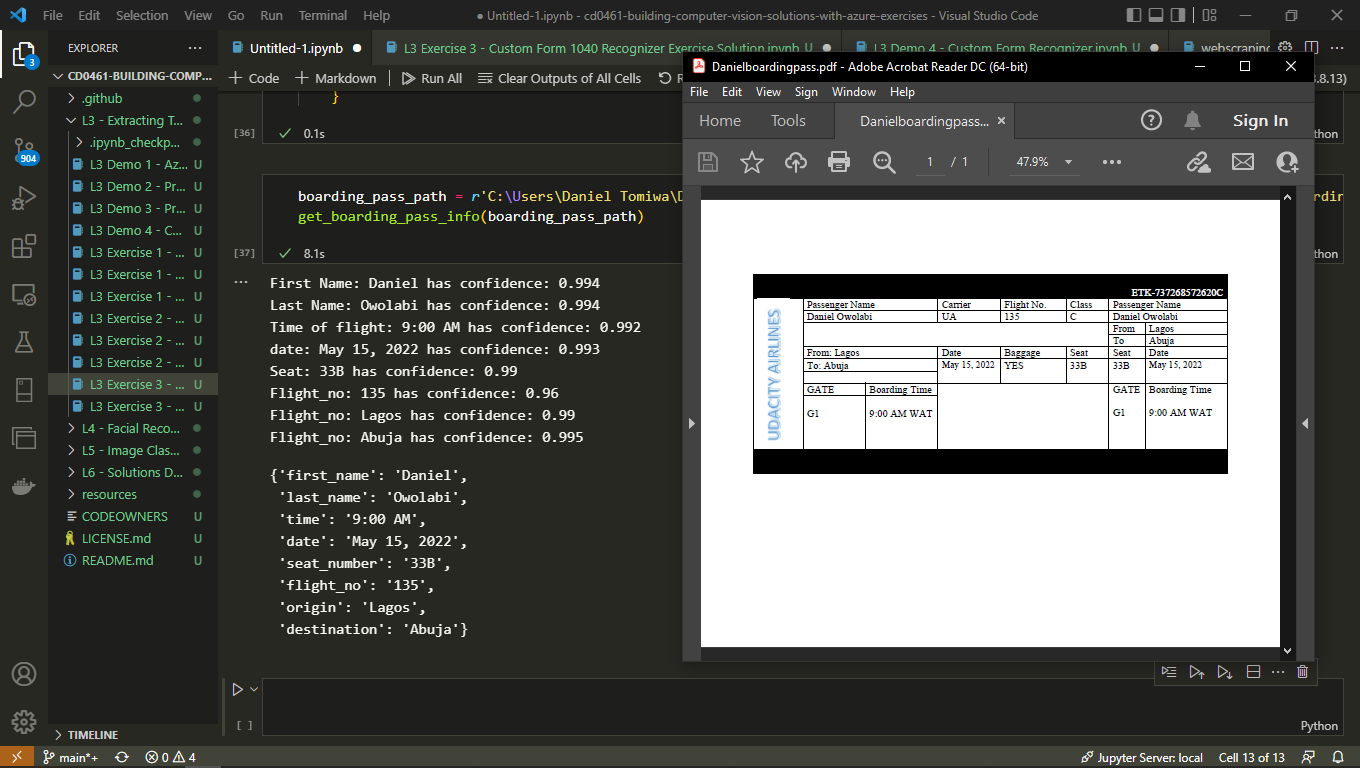 File Edit Selection View Go Run Terminal Help
● Untitled-1.ipynb - cd0461-building-computer-vision-solutions-with-azure-exercises - Visual Studio Code
EXPLORER ...
Untitled-1.ipynb ●
L3 Exercise 3 - Custom Form 1040 Recognizer Exercise Solution.ipynb U ●
L3 Demo 4 - Custom Form Recognizer.ipynb U ●
webscraping
3
904
CD0461-BUILDING-COMP...
.github
L3 - Extracting T...
.ipynb_checkp...
L3 Demo 1 - Az... U
L3 Demo 2 - Pr... U
L3 Demo 3 - Pr... U
L3 Demo 4 - C... U
L3 Exercise 1 - ... U
L3 Exercise 1 - ... U
L3 Exercise 1 - ... U
L3 Exercise 2 - ... U
L3 Exercise 2 - ... U
L3 Exercise 2 - ... U
L3 Exercise 3 - ... U
L3 Exercise 3 - ... U
L4 - Facial Reco...
L5 - Image Clas...
L6 - Solutions D...
resources
CODEOWNERS U
LICENSE.md U
README.md U
TIMELINE
+ Code + Markdown Run All Clear Outputs of All Cells R
3.8.13)
}
[36] ✓ 0.1s
thon
boarding_pass_path = r'C:\Users\Daniel Tomiwa\D
rdin
get_boarding_pass_info(boarding_pass_path)
[37] ✓ 8.1s
thon
...
First Name: Daniel has confidence: 0.994
Last Name: Owolabi has confidence: 0.994
Time of flight: 9:00 AM has confidence: 0.992
date: May 15, 2022 has confidence: 0.993
Seat: 33B has confidence: 0.99
Flight_no: 135 has confidence: 0.96
Flight_no: Lagos has confidence: 0.99
Flight_no: Abuja has confidence: 0.995
{'first_name': 'Daniel',
'last_name': 'Owolabi',
'time': '9:00 AM',
'date': 'May 15, 2022',
'seat_number': '33B',
'flight_no': '135',
'origin': 'Lagos',
'destination': 'Abuja'}
[ ]
Python
Danielboardingpass.pdf - Adobe Acrobat Reader DC (64-bit)
File Edit View Sign Window Help
Home Tools Danielboardingpass... × Sign In
1 / 1 47.9% ...
ETK-737268572620C
UDACITY AIRLINES
Passenger Name Carrier Flight No. Class Passenger Name
Daniel Owolabi UA 135 C Daniel Owolabi
From Lagos
To Abuja
From: Lagos Date Baggage Seat Seat Date
To: Abuja May 15, 2022 YES 33B 33B May 15, 2022
GATE Boarding Time GATE Boarding Time
G1 9:00 AM WAT G1 9:00 AM WAT
main*+ 0 4
Jupyter Server: local Cell 13 of 13